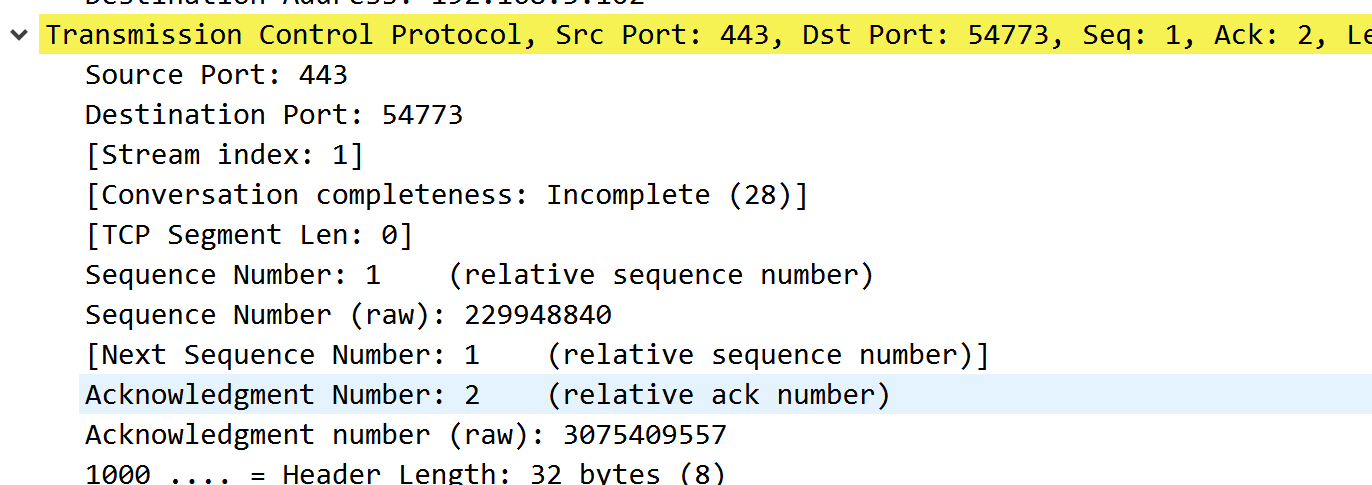 Destination Address: 192.168.5.162
Transmission Control Protocol, Src Port: 443, Dst Port: 54773, Seq: 1, Ack: 2, Le
Source Port: 443
Destination Port: 54773
[Stream index: 1]
[Conversation completeness: Incomplete (28)]
[TCP Segment Len: 0]
Sequence Number: 1    (relative sequence number)
Sequence Number (raw): 229948840
[Next Sequence Number: 1    (relative sequence number)]
Acknowledgment Number: 2    (relative ack number)
Acknowledgment number (raw): 3075409557
1000 .... = Header Length: 32 bytes (8)